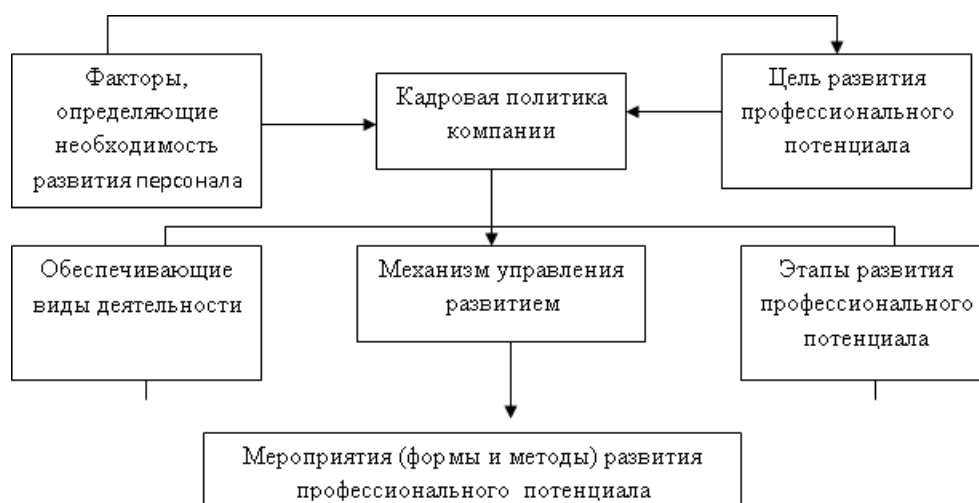 Факторы,
определяющие
необходимость
развития персонала
Кадровая политика
компании
Цель развития
профессионального
потенциала
Обеспечивающие
виды деятельности
Механизм управления
развитием
Этапы развития
профессионального
потенциала
Мероприятия (формы и методы) развития
профессионального потенциала